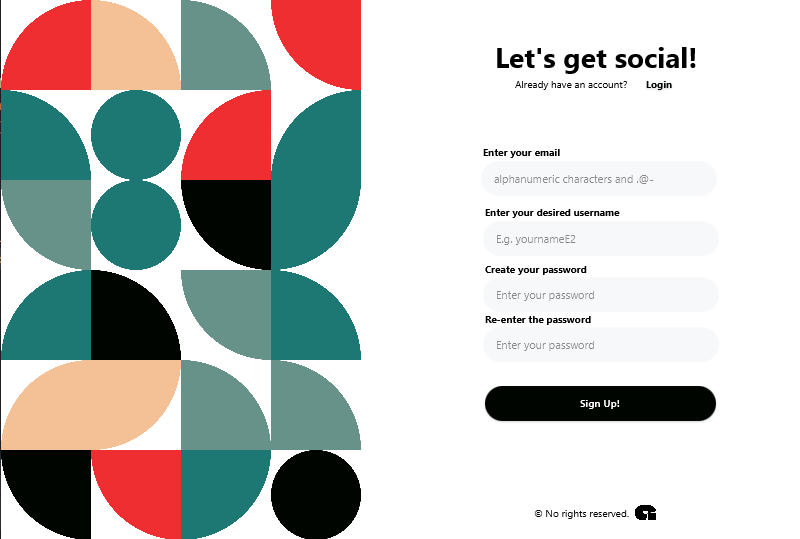 Let's get social!
Already have an account? Login
Enter your email
alphanumeric characters and .@-
Enter your desired username
E.g. yournameE2
Create your password
Enter your password
Re-enter the password
Enter your password
Sign Up!
© No rights reserved.